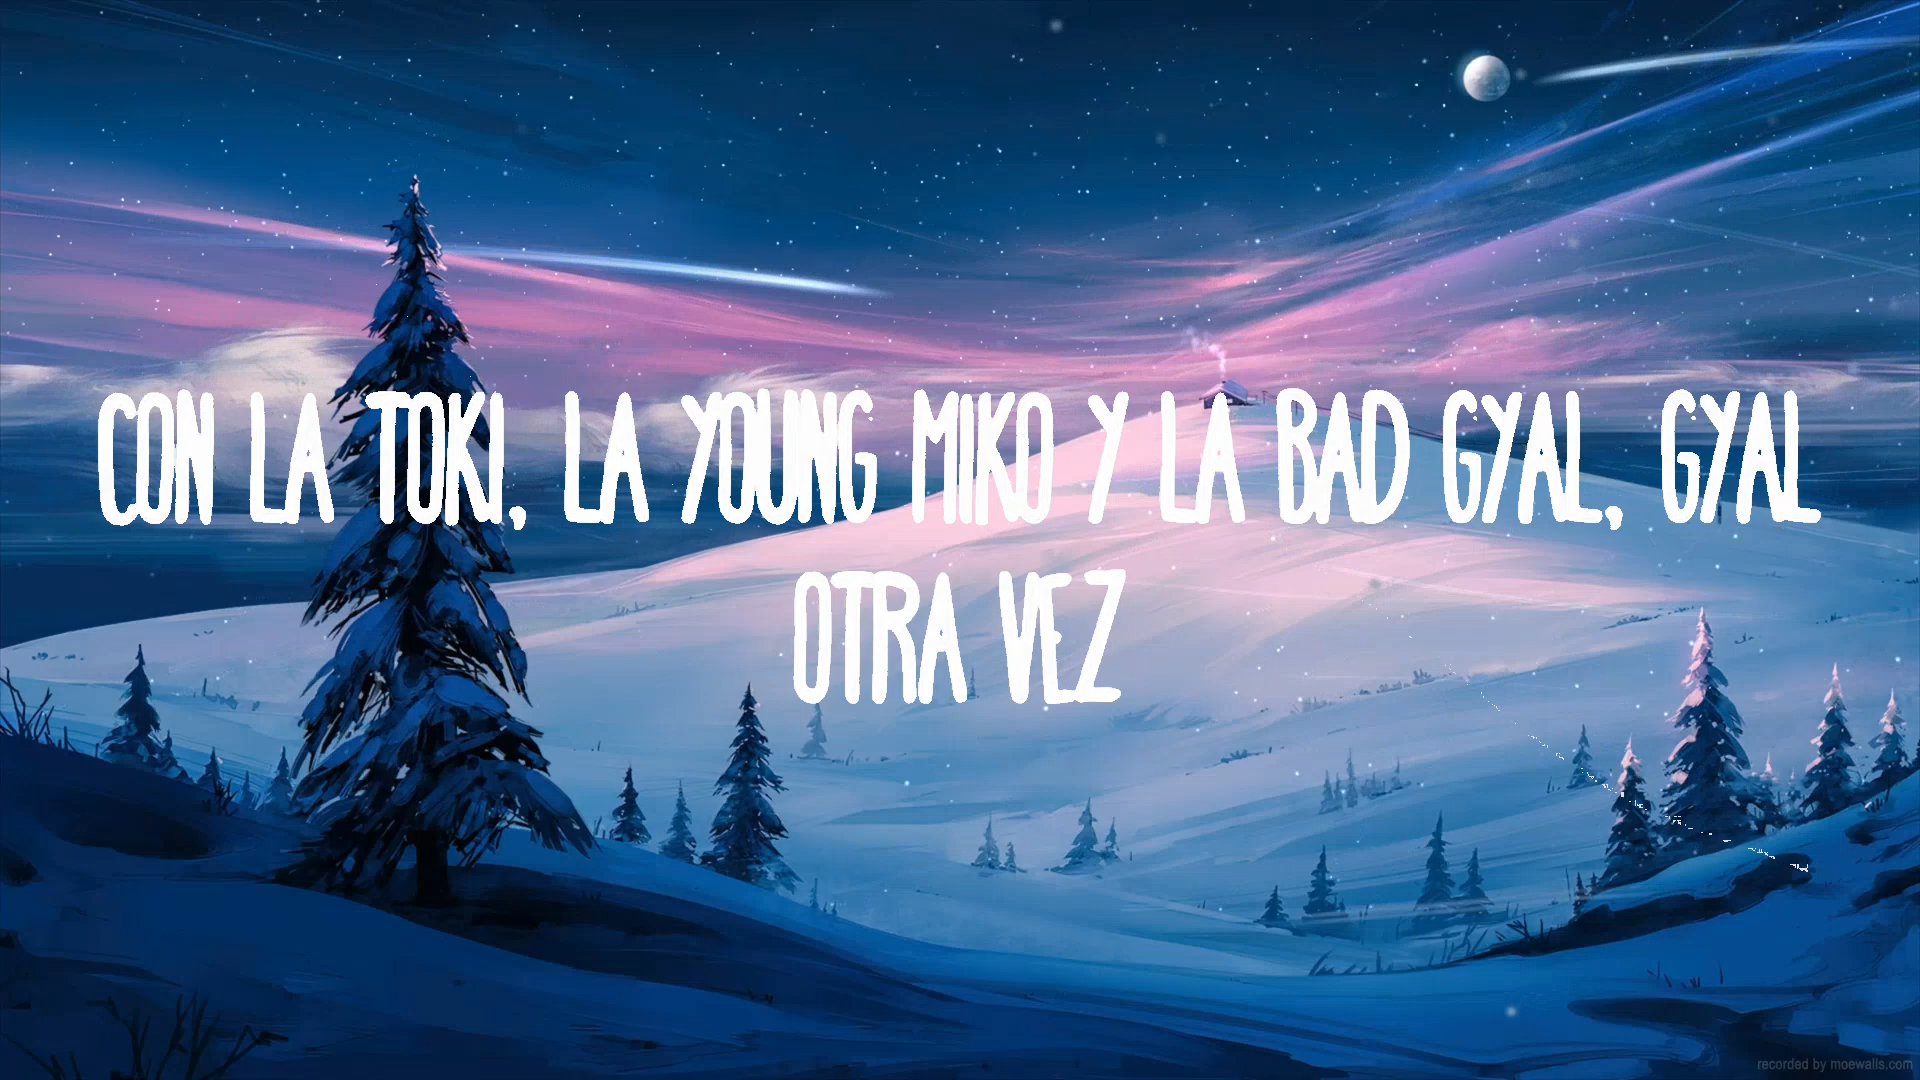 CON LA TOKI, LA YOUNG MIKO Y LA BAD GYAL, GYAL
OTRA VEZ
recorded by moewalls.com